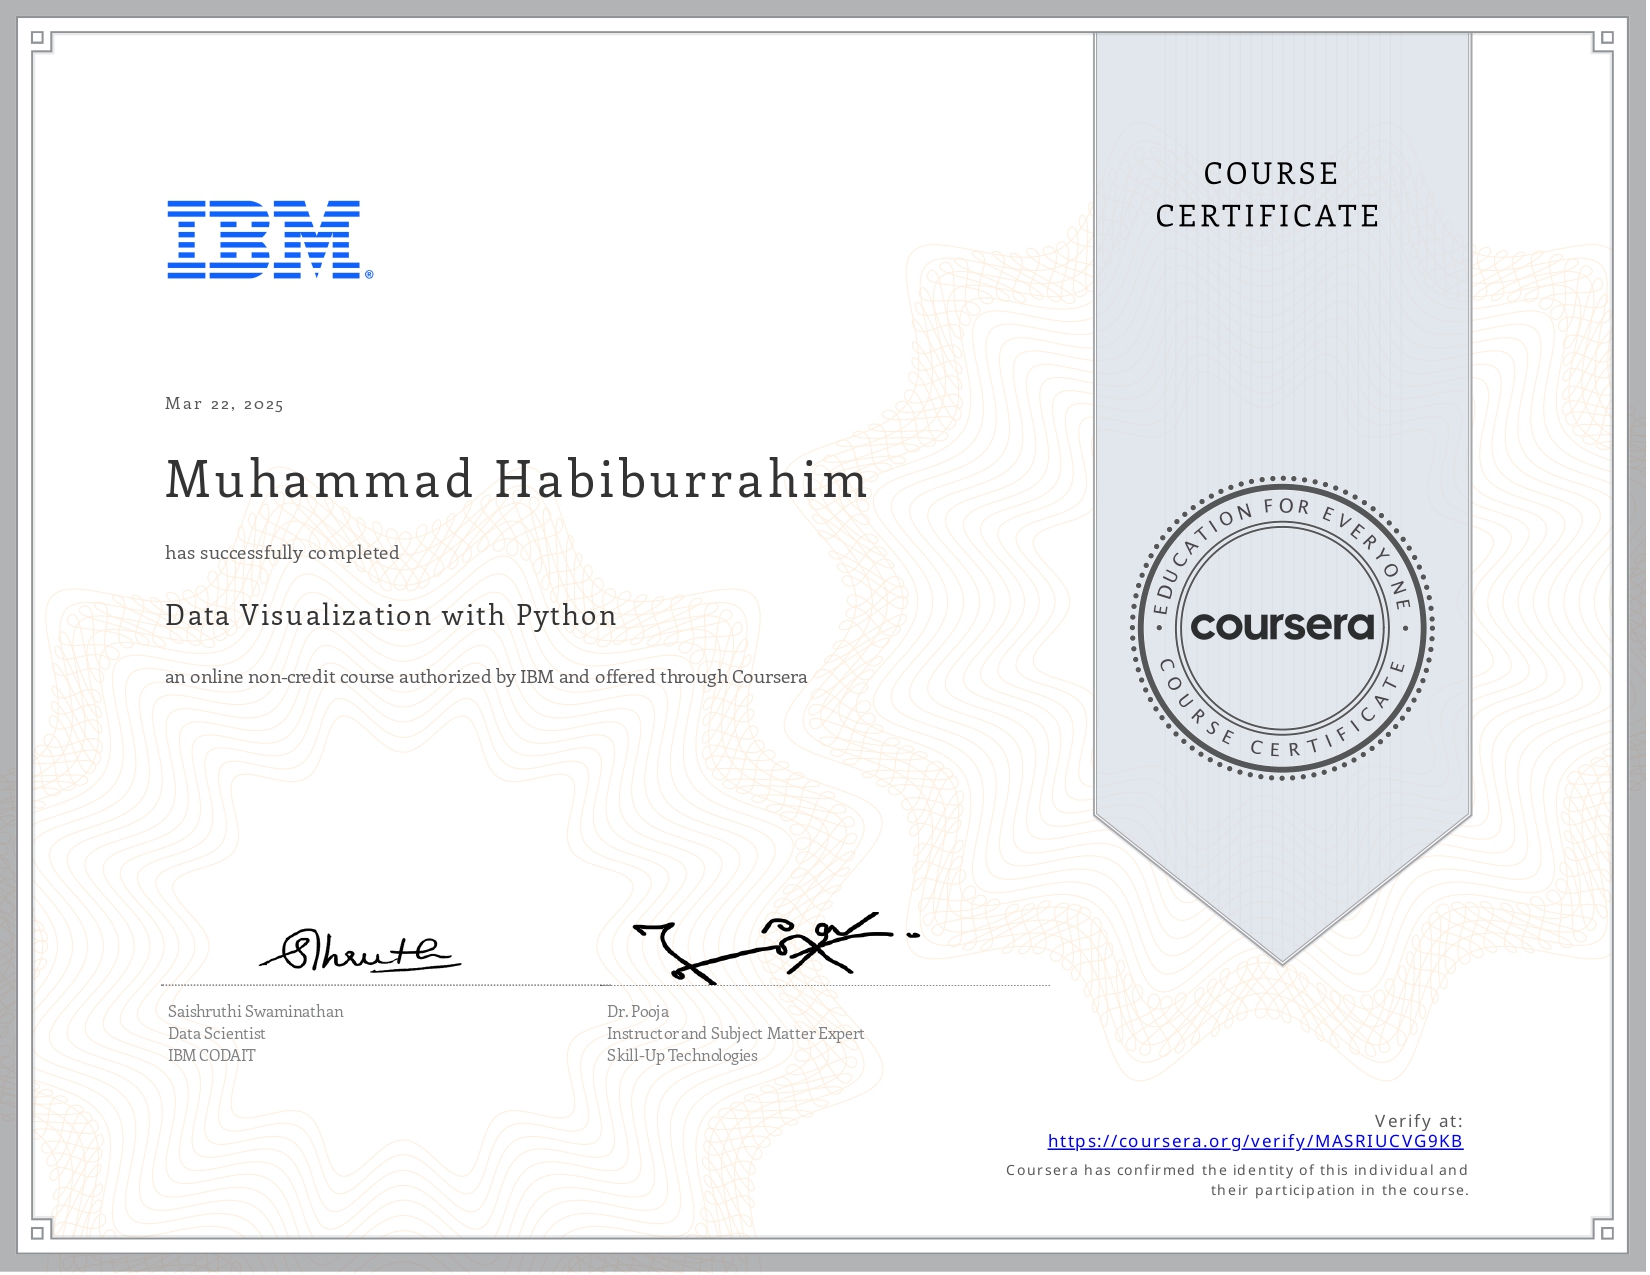 IBM®
COURSE
CERTIFICATE
Mar 22, 2025
Muhammad Habiburrahim
has successfully completed
Data Visualization with Python
an online non-credit course authorized by IBM and offered through Coursera
EDUCATION FOR EVERYONE
coursera
COURSE CERTIFICATE
Shruth
Saishruthi Swaminathan
Data Scientist
IBM CODAIT
Dr. Pooja
Instructor and Subject Matter Expert
Skill-Up Technologies
Verify at:
https://coursera.org/verify/MASRIUCVG9KB
Coursera has confirmed the identity of this individual and
their participation in the course.